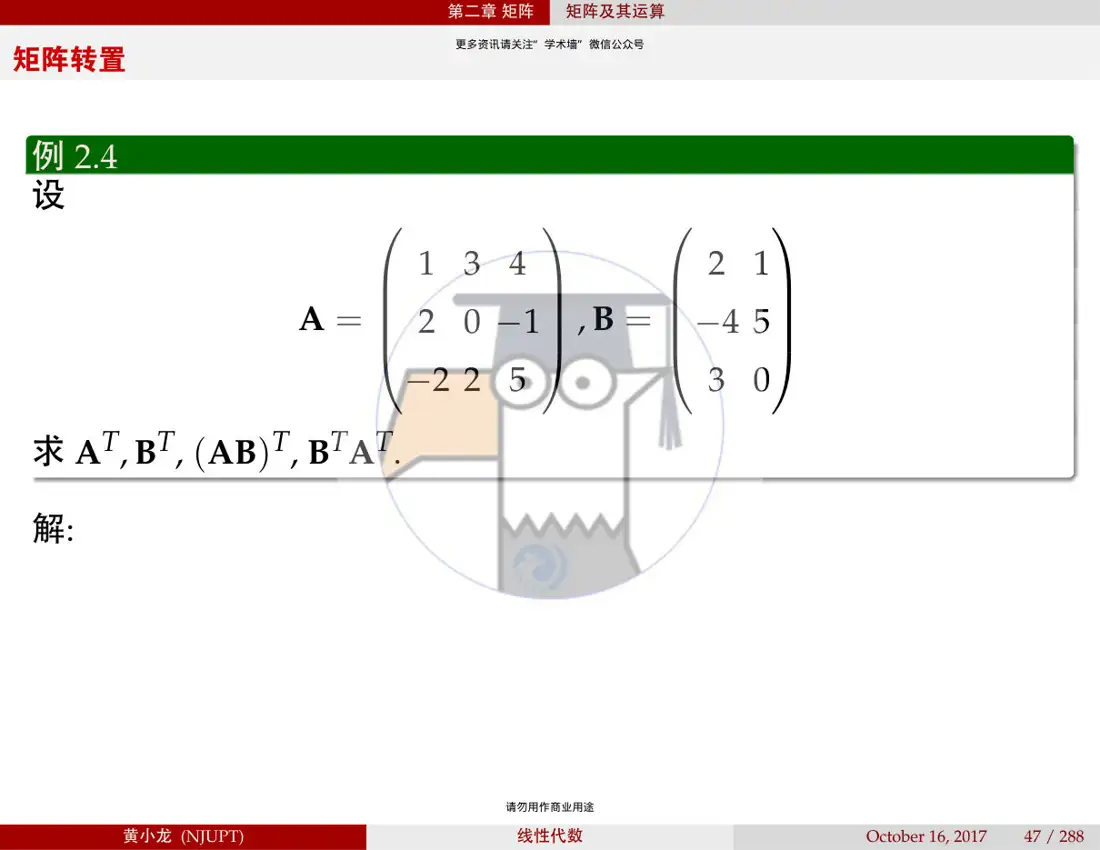 第二章 矩阵 矩阵及其运算
更多资讯请关注“学术墙”微信公众号
矩阵转置
例 2.4
设
A = ( 1 3 4 ; 2 0 −1 ; −2 2 5 ) , B = ( 2 1 ; −4 5 ; 3 0 )
求 A^T, B^T, (AB)^T, B^T A^T.
解:
请勿用作商业用途
黄小龙 (NJUPT) 线性代数 October 16, 2017 47 / 288